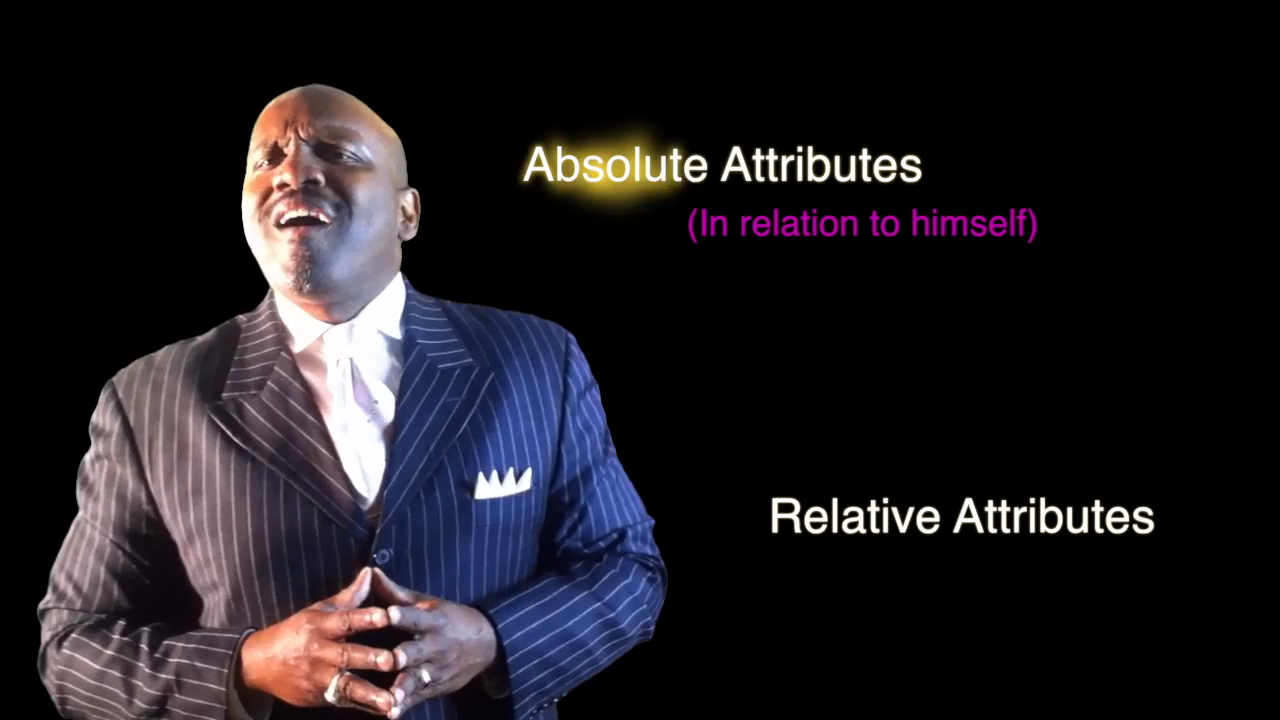 Absolute Attributes
(In relation to himself)
Relative Attributes